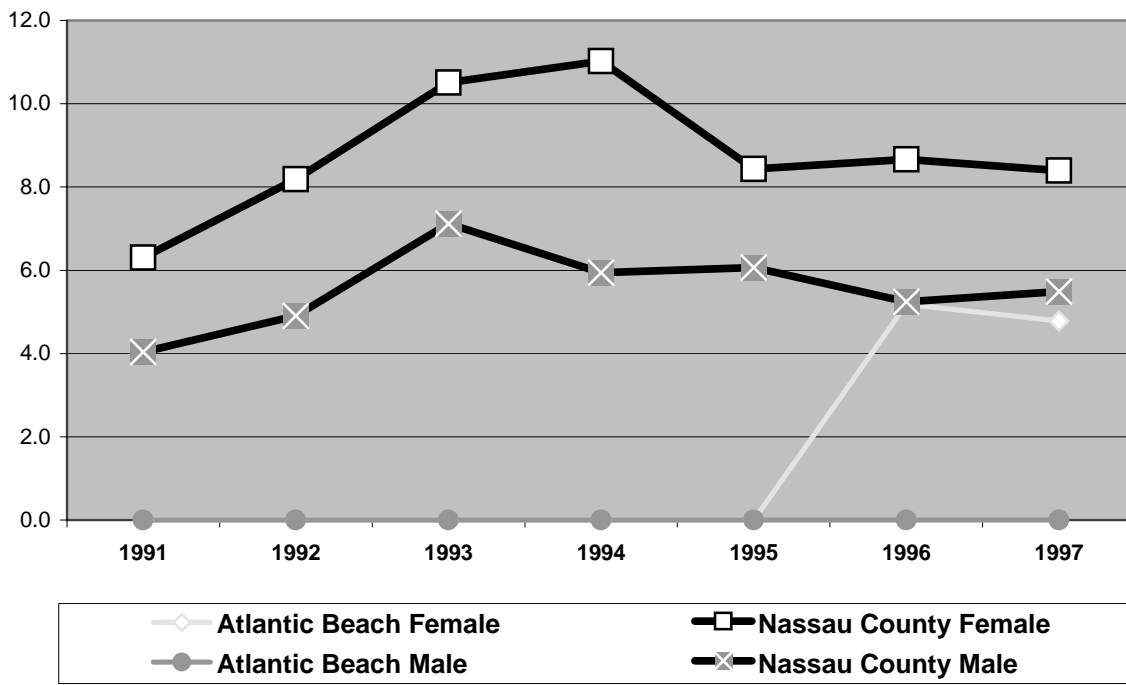 12.0
10.0
8.0
6.0
4.0
2.0
0.0
1991 1992 1993 1994 1995 1996 1997
Atlantic Beach Female Nassau County Female
Atlantic Beach Male Nassau County Male